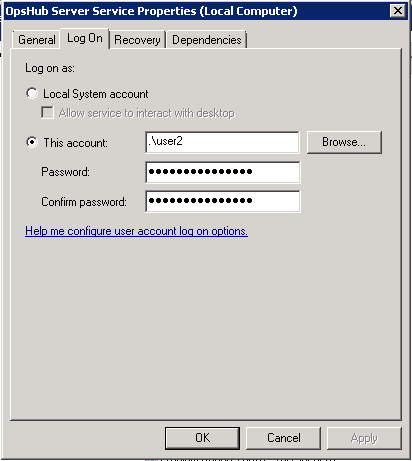 OpsHub Server Service Properties (Local Computer)
General Log On Recovery Dependencies
Log on as:
Local System account
Allow service to interact with desktop
This account: .\user2 Browse...
Password: ●●●●●●●●●●●●●●●
Confirm password: ●●●●●●●●●●●●●●●
Help me configure user account log on options.
OK Cancel Apply